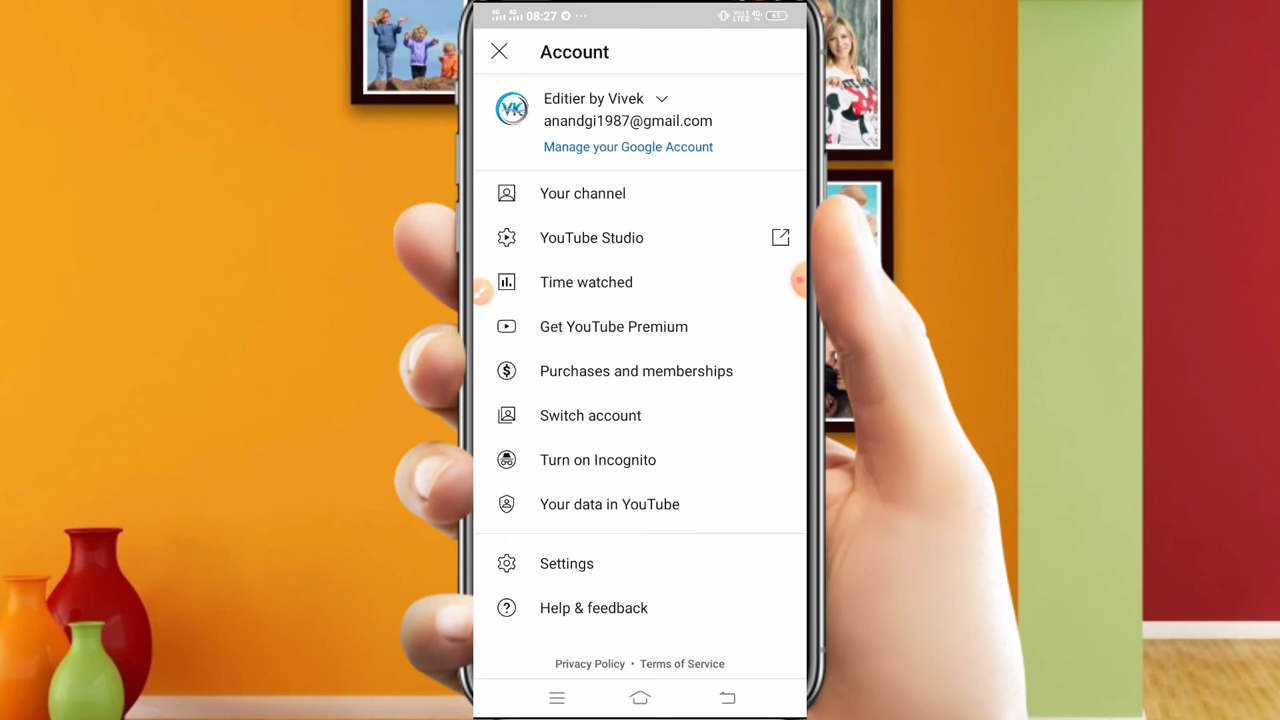 08:27
65
Account
VK
Editier by Vivek
anandgi1987@gmail.com
Manage your Google Account
Your channel
YouTube Studio
Time watched
Get YouTube Premium
Purchases and memberships
Switch account
Turn on Incognito
Your data in YouTube
Settings
Help & feedback
Privacy Policy • Terms of Service